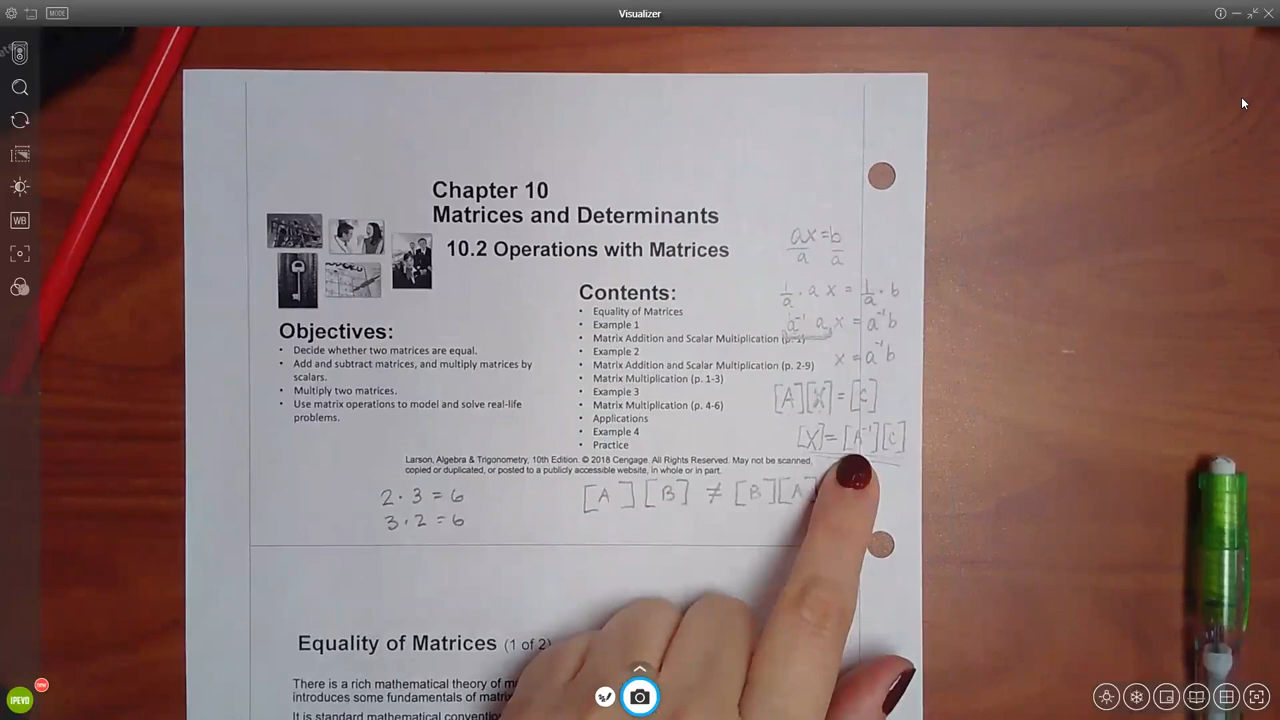 MODE
Visualizer
WB
Chapter 10
Matrices and Determinants
10.2 Operations with Matrices
Objectives:
• Decide whether two matrices are equal.
• Add and subtract matrices, and multiply matrices by
scalars.
• Multiply two matrices.
• Use matrix operations to model and solve real-life
problems.
Contents:
• Equality of Matrices
• Example 1
• Matrix Addition and Scalar Multiplication (p. 1)
• Example 2
• Matrix Addition and Scalar Multiplication (p. 2-9)
• Matrix Multiplication (p. 1-3)
• Example 3
• Matrix Multiplication (p. 4-6)
• Applications
• Example 4
• Practice
ax = b
a a
1/a · a x = 1/a · b
a⁻¹ a x = a⁻¹b
x = a⁻¹b
[A][X] = [C]
[X] = [A⁻¹][C]
Larson, Algebra & Trigonometry, 10th Edition. © 2018 Cengage. All Rights Reserved. May not be scanned,
copied or duplicated, or posted to a publicly accessible website, in whole or in part.
2 · 3 = 6
3 · 2 = 6
[A] [B] ≠ [B][A]
Equality of Matrices (1 of 2)
There is a rich mathematical theory of
introduces some fundamentals of
It is standard mathematical
IPEVO
new